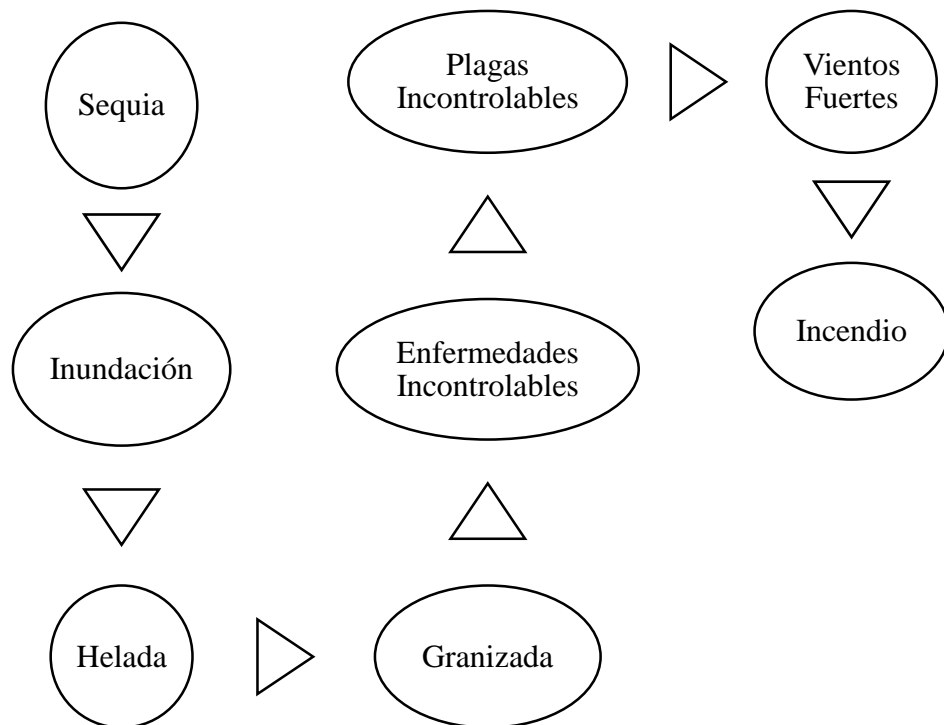 Sequia
Inundación
Helada
Granizada
Enfermedades
Incontrolables
Plagas
Incontrolables
Vientos
Fuertes
Incendio